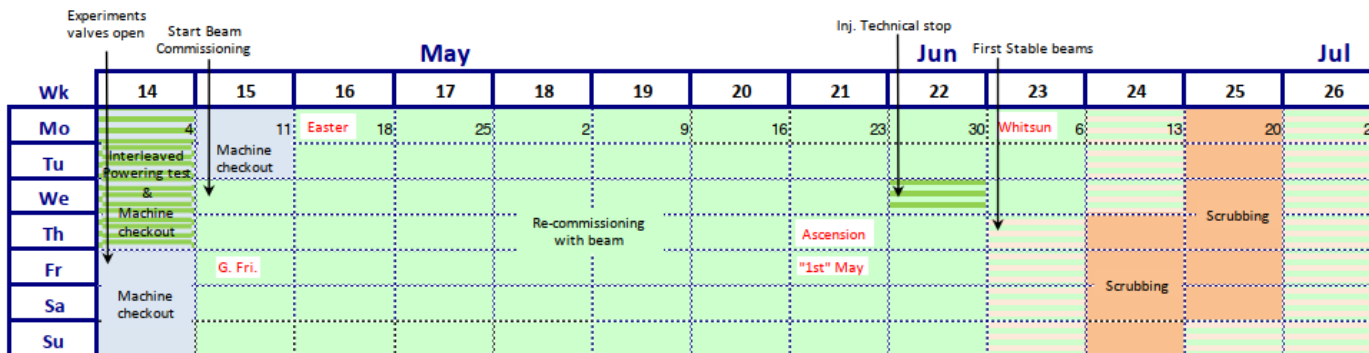 Experiments
valves open
Start Beam
Commissioning
Inj. Technical stop
First Stable beams
May
Jun
Jul
Wk 14 15 16 17 18 19 20 21 22 23 24 25 26
Mo 4 11 Easter 18 25 2 9 16 23 30 Whitsun 6 13 20 2
Tu
We
Th
Fr
Sa
Su
Interleaved
Powering test
&
Machine
checkout
Machine
checkout
Machine
checkout
G. Fri.
Re-commissioning
with beam
Ascension
"1st" May
Scrubbing
Scrubbing